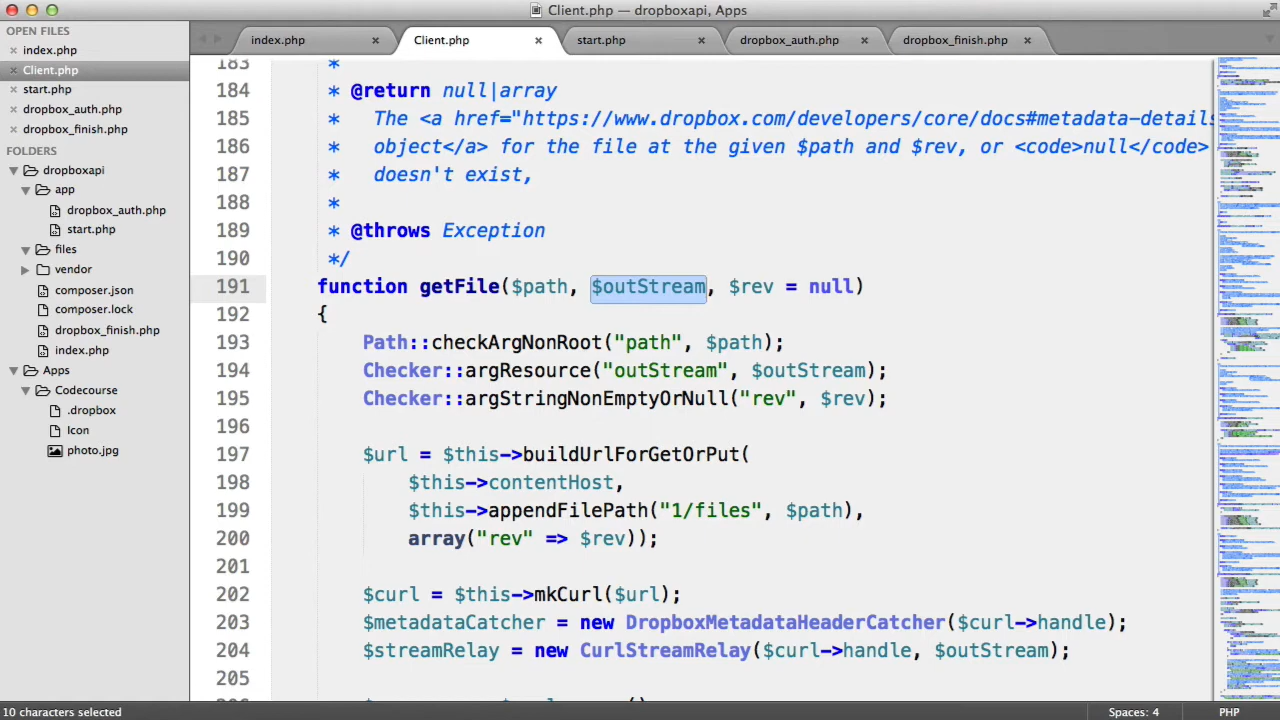 Client.php — dropboxapi, Apps
OPEN FILES
index.php
Client.php
start.php
dropbox_auth.php
dropbox_finish.php
FOLDERS
dropboxapi
app
dropbox_auth.php
start.php
files
vendor
composer.json
composer.lock
dropbox_finish.php
index.php
Apps
Codecourse
.dropbox
Icon
photo.jpg
index.php
Client.php
start.php
dropbox_auth.php
dropbox_finish.php
183 *
184 * @return null|array
185 * The <a href="https://www.dropbox.com/developers/core/docs#metadata-details
186 * object</a> for the file at the given path and $rev, or <code>null</code>
187 * doesn't exist,
188 *
189 * @throws Exception
190 */
191 function getFile($path, $outStream, $rev = null)
192 {
193 Path::checkArgNonRoot("path", $path);
194 Checker::argResource("outStream", $outStream);
195 Checker::argStringNonEmptyOrNull("rev", $rev);
196
197 $url = $this->buildUrlForGetOrPut(
198 $this->contentHost,
199 $this->appendFilePath("1/files", $path),
200 array("rev" => $rev));
201
202 $curl = $this->mkCurl($url);
203 $metadataCatcher = new DropboxMetadataHeaderCatcher($curl->handle);
204 $streamRelay = new CurlStreamRelay($curl->handle, $outStream);
205
10 characters selected
Spaces: 4
PHP